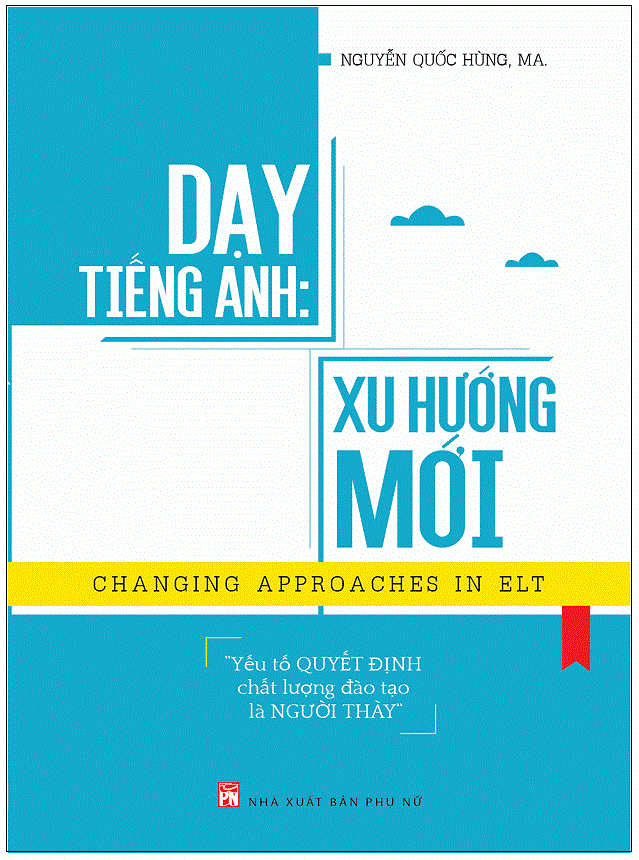 NGUYỄN QUỐC HÙNG, MA.
DẠY
TIẾNG ANH:
XU HƯỚNG
MỚI
CHANGING APPROACHES IN ELT
"Yếu tố QUYẾT ĐỊNH
chất lượng đào tạo
là NGƯỜI THẦY"
PN
NHÀ XUẤT BẢN PHỤ NỮ